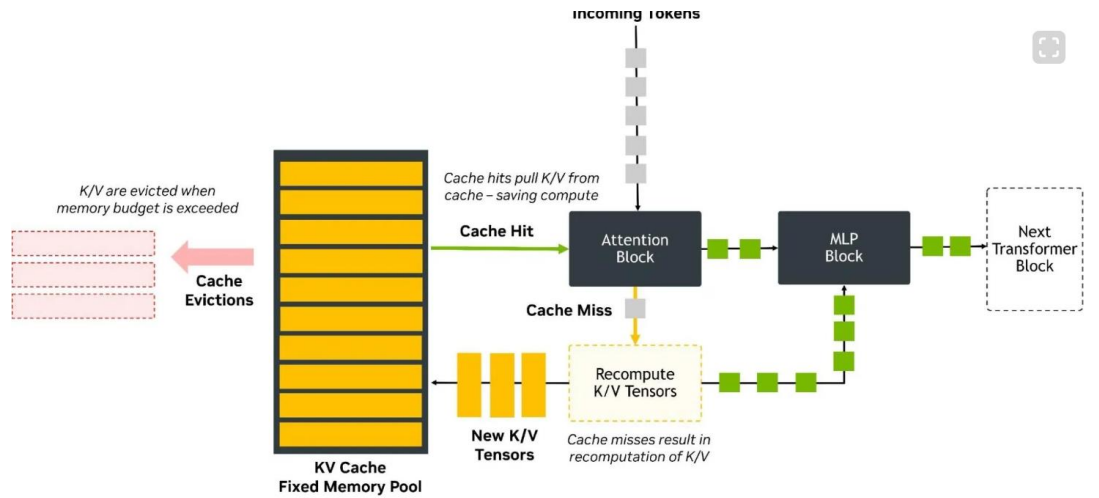 Incoming Tokens
K/V are evicted when
memory budget is exceeded
Cache hits pull K/V from
cache – saving compute
Cache Hit
Attention
Block
MLP
Block
Next
Transformer
Block
Cache
Evictions
Cache Miss
Recompute
K/V Tensors
New K/V
Tensors
Cache misses result in
recomputation of K/V
KV Cache
Fixed Memory Pool